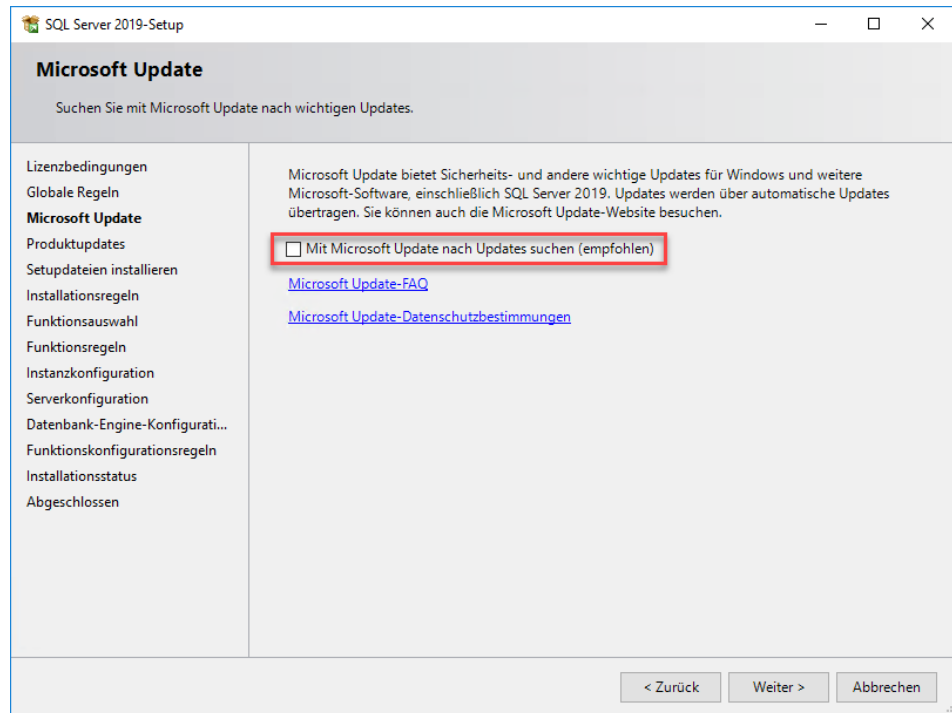 SQL Server 2019-Setup
Microsoft Update
Suchen Sie mit Microsoft Update nach wichtigen Updates.
Lizenzbedingungen
Globale Regeln
Microsoft Update
Produktupdates
Setupdateien installieren
Installationsregeln
Funktionsauswahl
Funktionsregeln
Instanzkonfiguration
Serverkonfiguration
Datenbank-Engine-Konfigurati...
Funktionskonfigurationsregeln
Installationsstatus
Abgeschlossen
Microsoft Update bietet Sicherheits- und andere wichtige Updates für Windows und weitere
Microsoft-Software, einschließlich SQL Server 2019. Updates werden über automatische Updates
übertragen. Sie können auch die Microsoft Update-Website besuchen.
Mit Microsoft Update nach Updates suchen (empfohlen)
Microsoft Update-FAQ
Microsoft Update-Datenschutzbestimmungen
< Zurück Weiter > Abbrechen